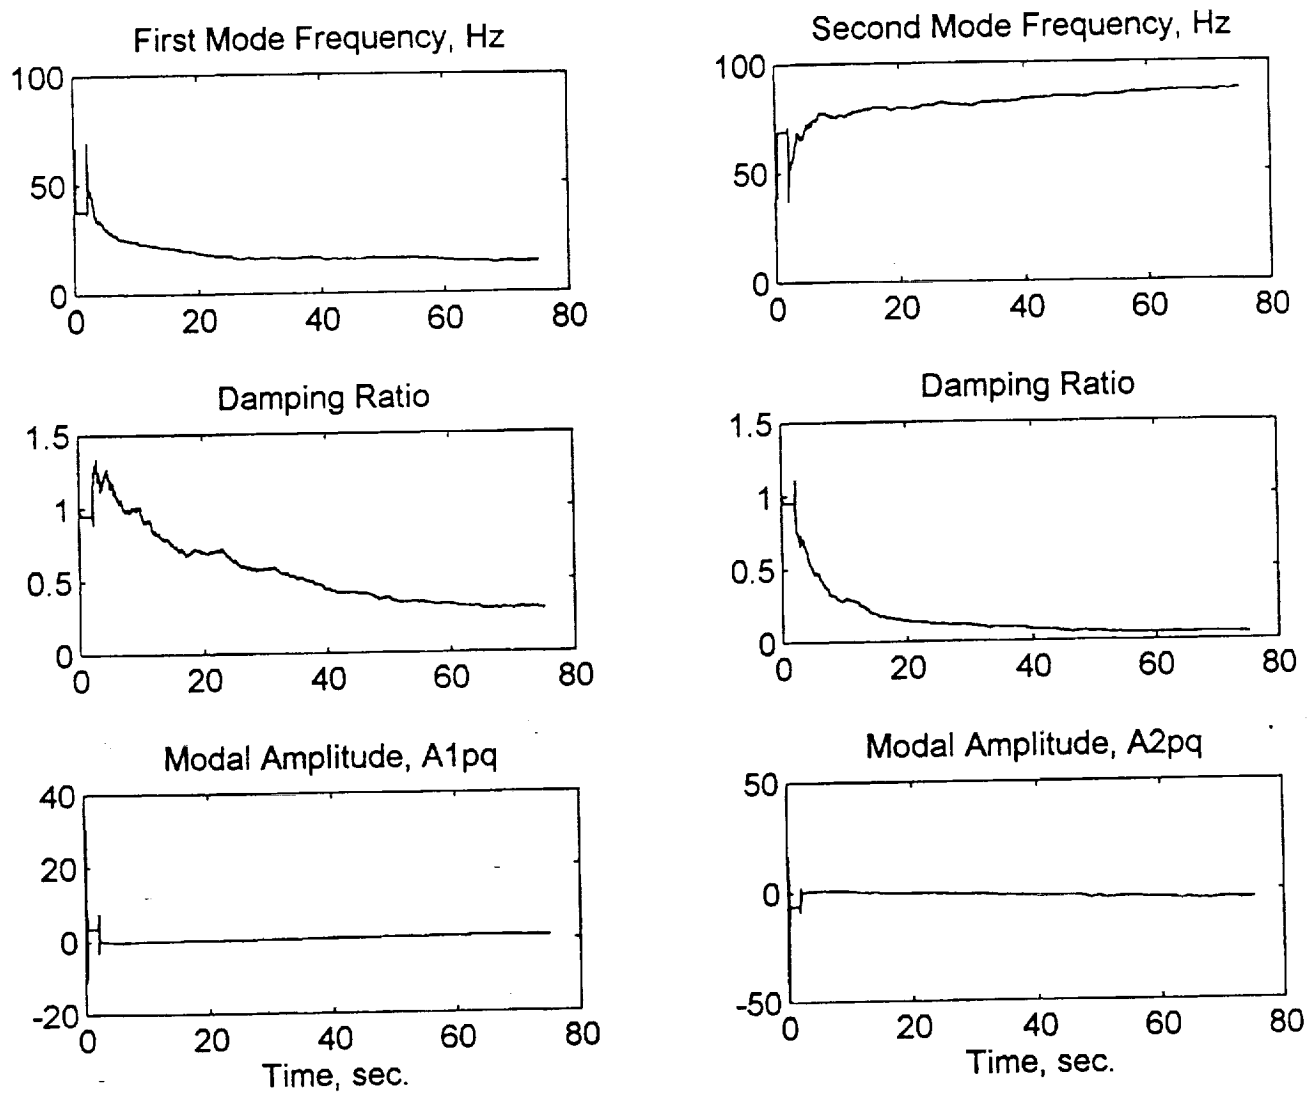 First Mode Frequency, Hz
100
50
0
0 20 40 60 80
Second Mode Frequency, Hz
100
50
0
0 20 40 60 80
Damping Ratio
1.5
1
0.5
0
0 20 40 60 80
Damping Ratio
1.5
1
0.5
0
0 20 40 60 80
Modal Amplitude, A1pq
40
20
0
-20
0 20 40 60 80
Time, sec.
Modal Amplitude, A2pq
50
0
-50
0 20 40 60 80
Time, sec.